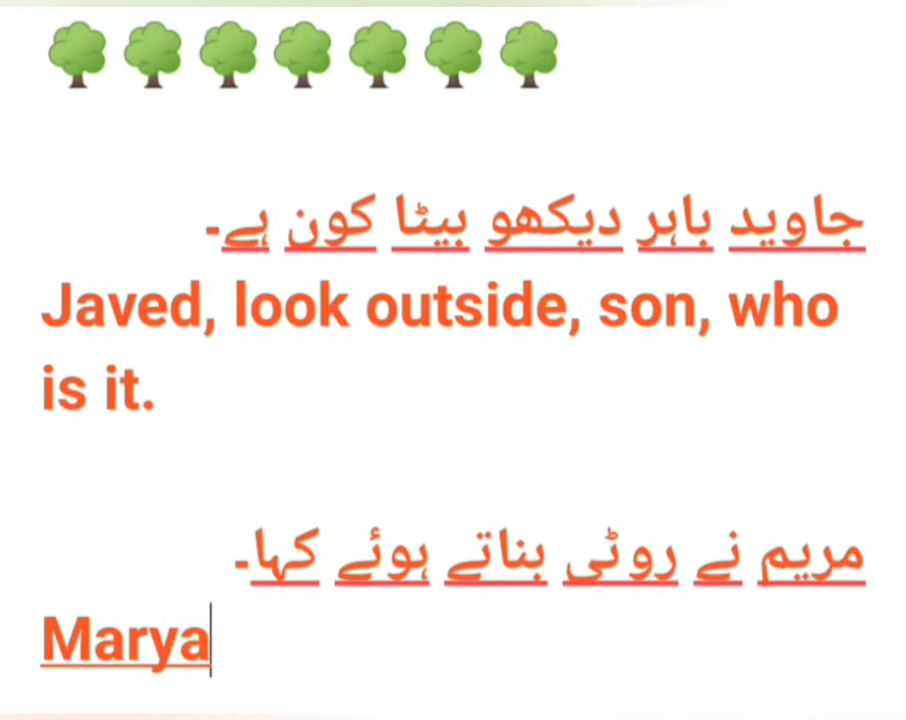 جاوید باہر دیکھو بیٹا کون ہے۔
Javed, look outside, son, who
is it.
مریم نے روٹی بناتے ہوئے کہا۔
Marya